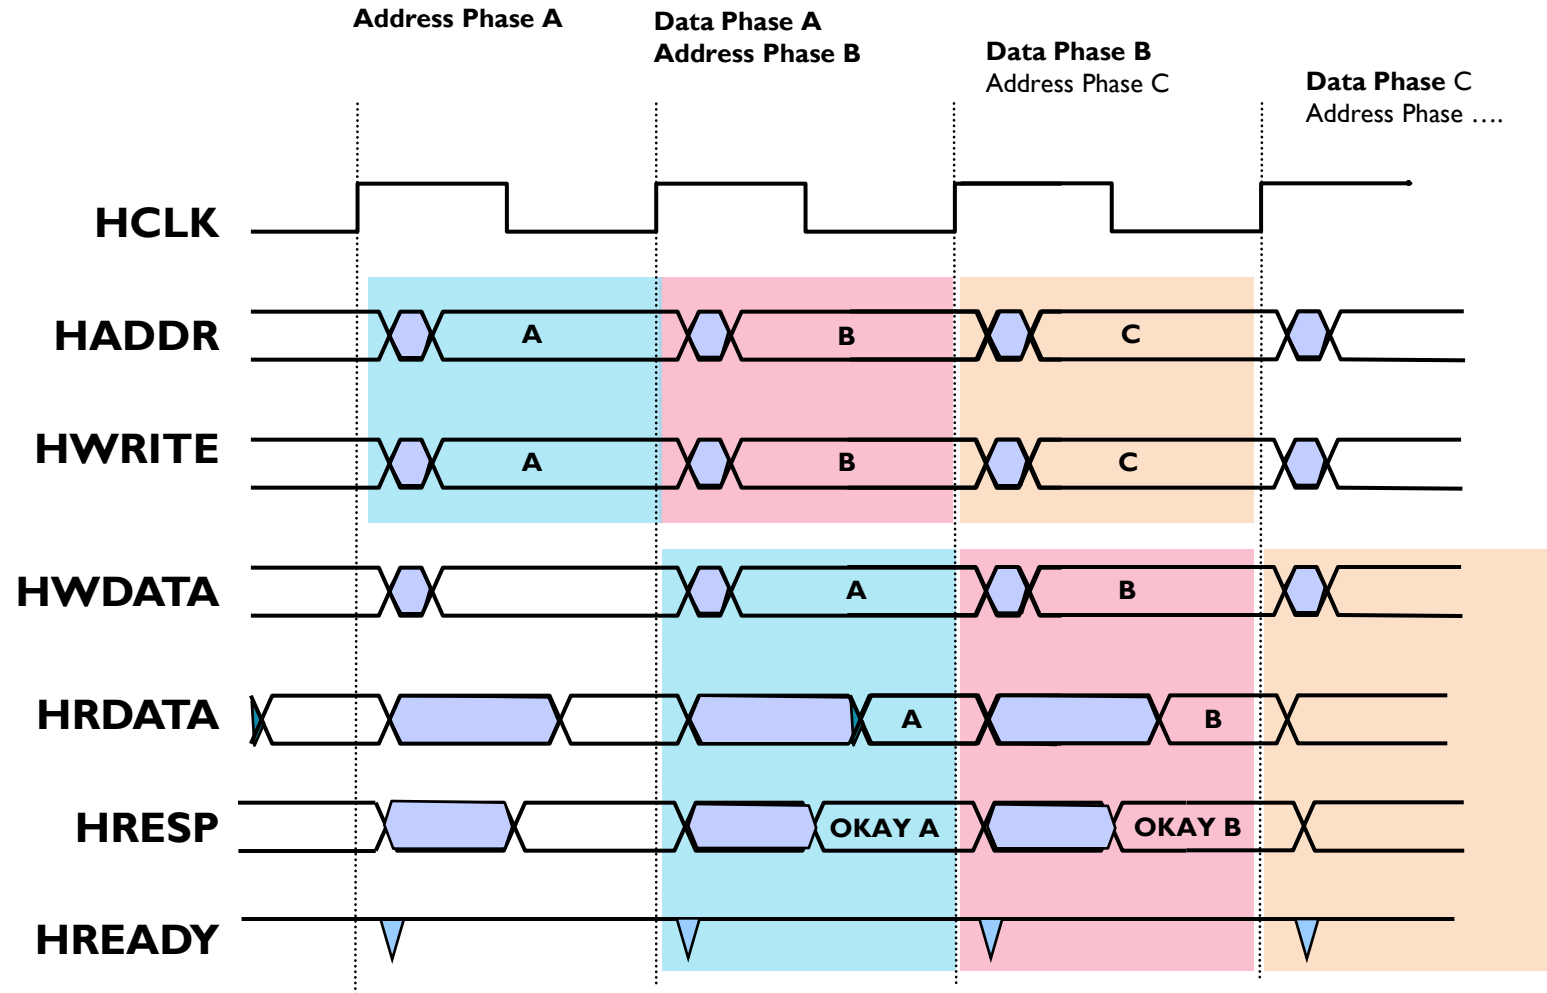 Address Phase A
Data Phase A
Address Phase B
Data Phase B
Address Phase C
Data Phase C
Address Phase ....
HCLK
HADDR
A
B
C
HWRITE
A
B
C
HWDATA
A
B
HRDATA
A
B
HRESP
OKAY A
OKAY B
HREADY